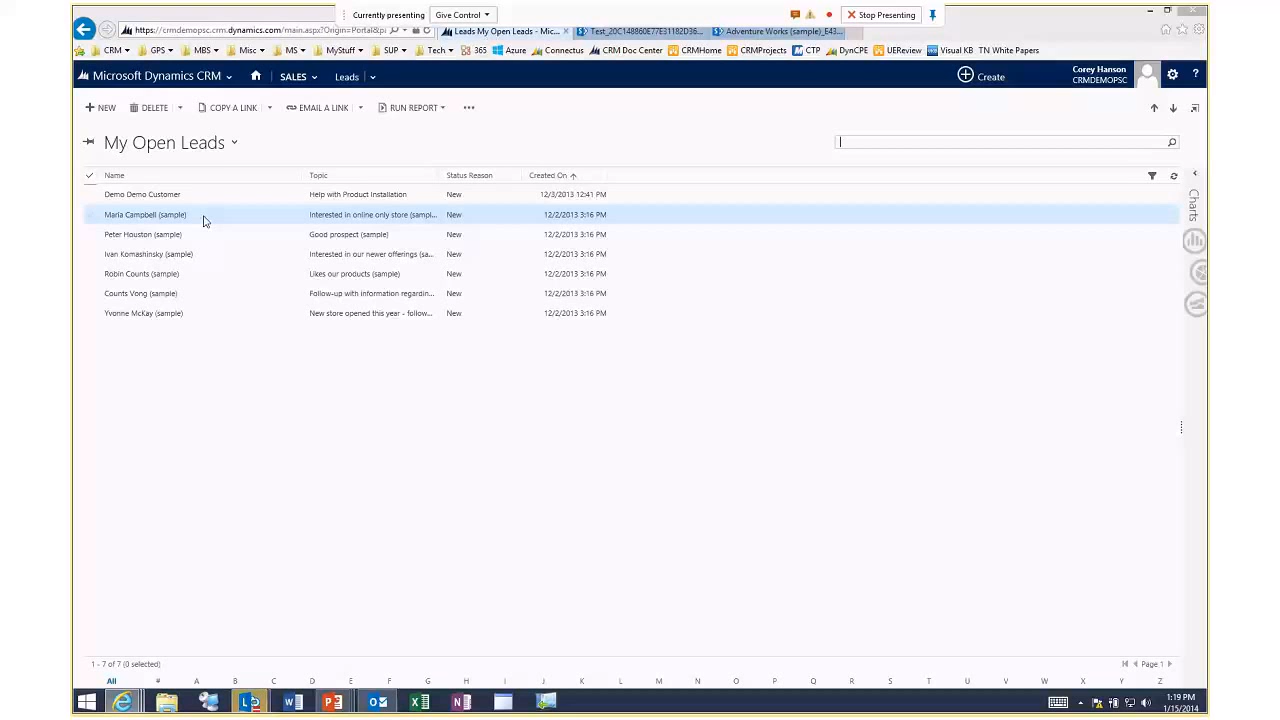 Currently presenting Give Control Stop Presenting
https://crmdemopsc.crm.dynamics.com/main.aspx?Origin=Portal&pi Leads My Open Leads - Mic... Test_20C148860E77E31182D36... Adventure Works (sample)_E43...
CRM GPS MBS Misc MS MyStuff SUP Tech 365 Azure Connectus CRM Doc Center CRMHome CRMProjects CTP DynCPE UEReview Visual KB TN White Papers
Microsoft Dynamics CRM SALES Leads Create Corey Hanson
CRMDEMOPSC
NEW DELETE COPY A LINK EMAIL A LINK RUN REPORT ...
My Open Leads
Name Topic Status Reason Created On
Demo Demo Customer Help with Product Installation New 12/3/2013 12:41 PM
Maria Campbell (sample) Interested in online only store (sampl... New 12/2/2013 3:16 PM
Peter Houston (sample) Good prospect (sample) New 12/2/2013 3:16 PM
Ivan Komashinsky (sample) Interested in our newer offerings (sa... New 12/2/2013 3:16 PM
Robin Counts (sample) Likes our products (sample) New 12/2/2013 3:16 PM
Counts Vong (sample) Follow-up with information regardin... New 12/2/2013 3:16 PM
Yvonne McKay (sample) New store opened this year - follow... New 12/2/2013 3:16 PM
Charts
1 - 7 of 7 (0 selected) Page 1
All # A B C D E F G H I J K L M N O P Q R S T U V W X Y Z
1:19 PM
1/15/2014